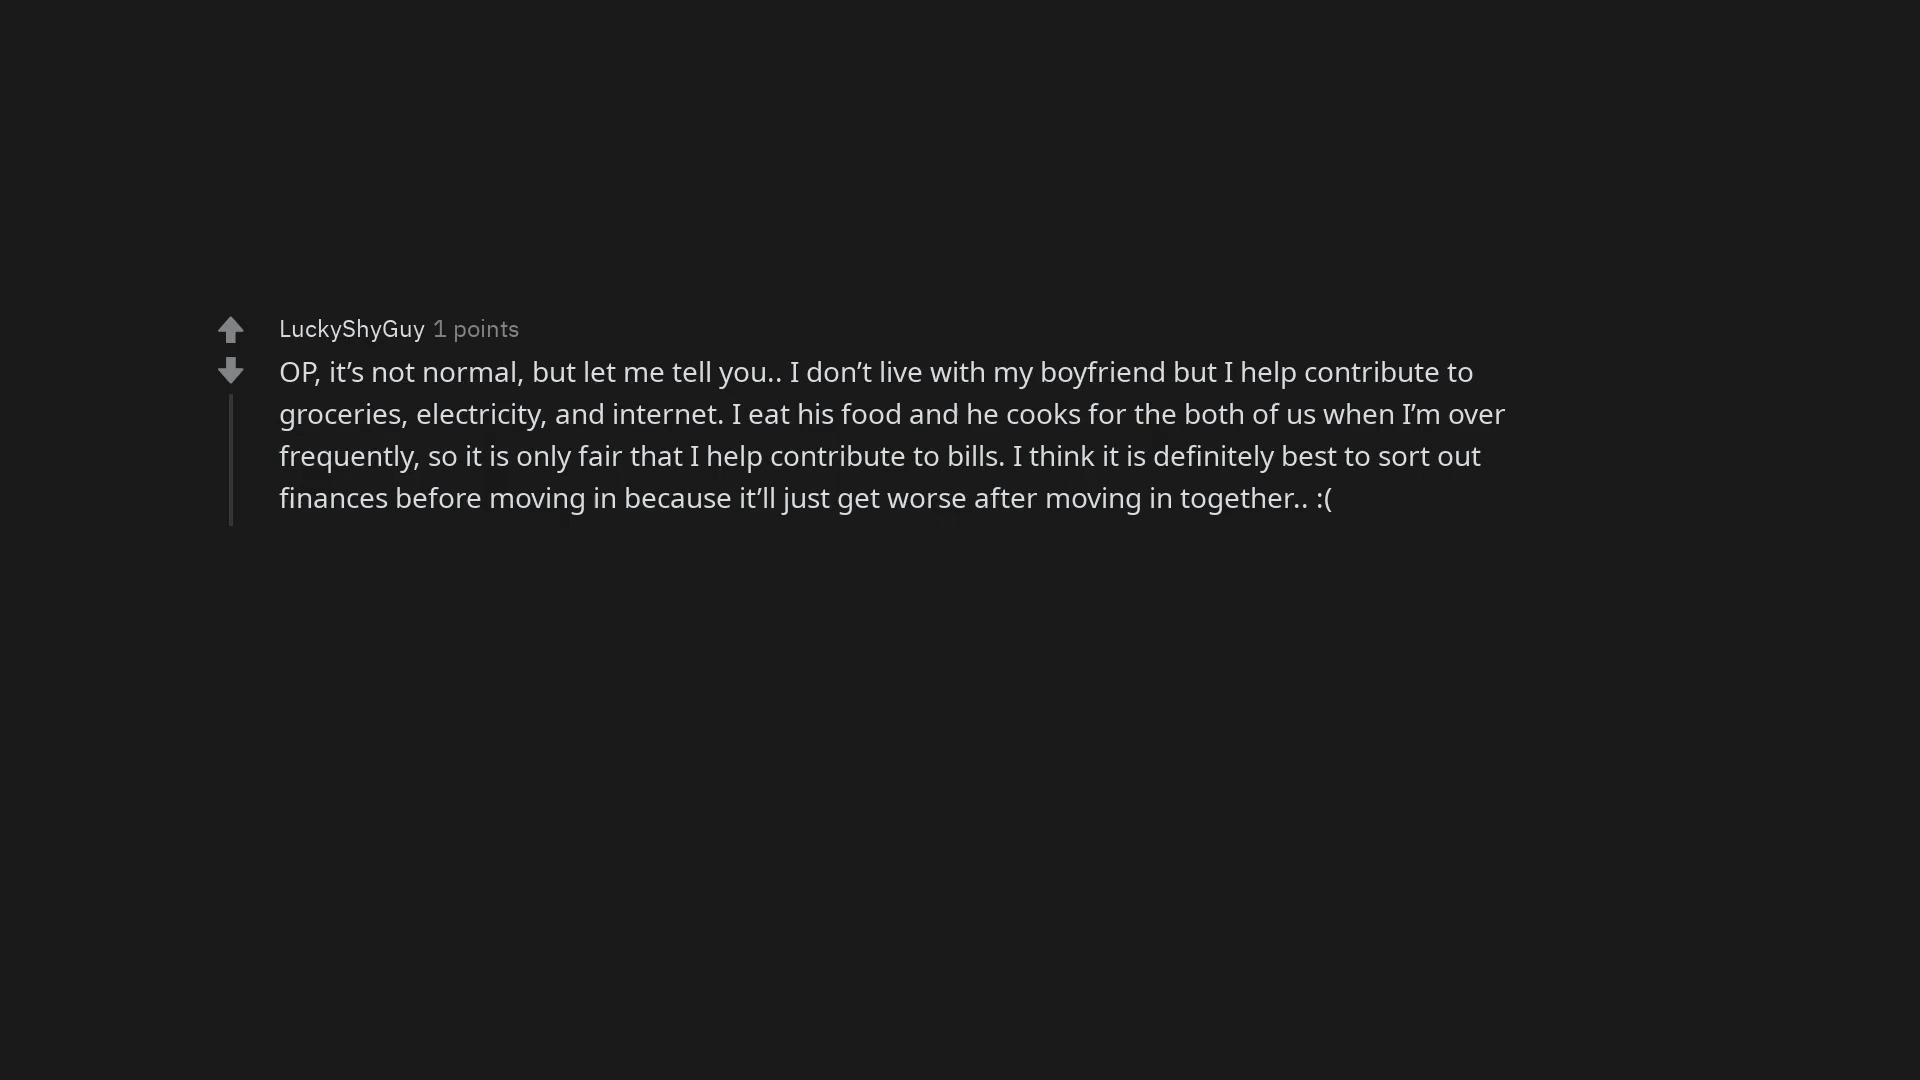 LuckyShyGuy 1 points
OP, it’s not normal, but let me tell you.. I don’t live with my boyfriend but I help contribute to
groceries, electricity, and internet. I eat his food and he cooks for the both of us when I’m over
frequently, so it is only fair that I help contribute to bills. I think it is definitely best to sort out
finances before moving in because it’ll just get worse after moving in together.. :(